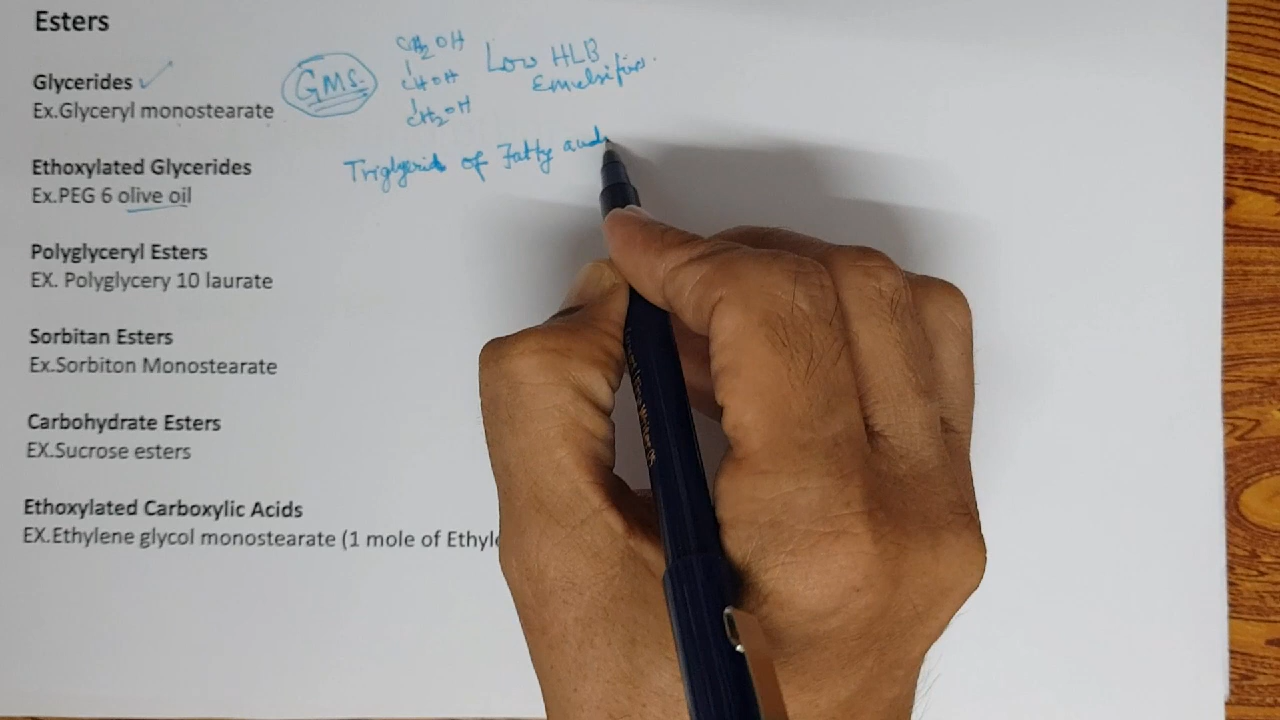 Esters
Glycerides ✓
Ex.Glyceryl monostearate
GMS.
CH2OH
CHOH
CH2OH
Low HLB
Emulsifier.
Ethoxylated Glycerides
Ex.PEG 6 olive oil
Triglycerids of Fatty acids
Polyglyceryl Esters
EX. Polyglycery 10 laurate
Sorbitan Esters
Ex.Sorbiton Monostearate
Carbohydrate Esters
EX.Sucrose esters
Ethoxylated Carboxylic Acids
EX.Ethylene glycol monostearate (1 mole of Ethyle